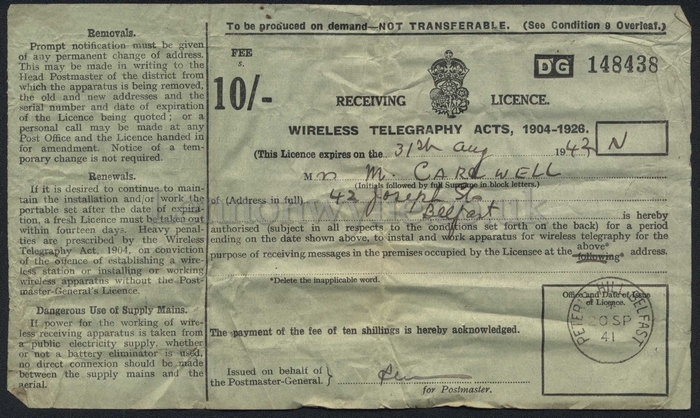 To be produced on demand—NOT TRANSFERABLE. (See Condition 9 Overleaf.)
Removals.
Prompt notification must be given
of any permanent change of address.
This may be made in writing to the
Head Postmaster of the district from
which the apparatus is being removed,
the old and new addresses and the
serial number and date of expiration
of the Licence being quoted; or a
personal call may be made at any
Post Office and the Licence handed in
for amendment. Notice of a tem-
porary change is not required.
Renewals.
If it is desired to continue to main-
tain the installation and/or work the
portable set after the date of expira-
tion, a fresh Licence must be taken out
within fourteen days. Heavy penal-
ties are prescribed by the Wireless
Telegraphy Act, 1904, on conviction
of the offence of establishing a wire-
less station or installing or working
wireless apparatus without the Post-
master-General's Licence.
Dangerous Use of Supply Mains.
If power for the working of wire-
less receiving apparatus is taken from
a public electricity supply, whether
or not a battery eliminator is used,
no direct connexion should be made
between the supply mains and the
aerial.
FEE
s.
10/-
DG 148438
RECEIVING LICENCE.
WIRELESS TELEGRAPHY ACTS, 1904-1926.
N
(This Licence expires on the 31st Aug 1942)
M rs M. CARDWELL
(Initials followed by full Surname in block letters.)
of (Address in full) 42 Joseph St
Belfast
is hereby
authorised (subject in all respects to the conditions set forth on the back) for a period
ending on the date shown above, to instal and work apparatus for wireless telegraphy for the
purpose of receiving messages in the premises occupied by the Licensee at the above* following* address.
*Delete the inapplicable word.
Office and Date of Issue
of Licence.
PETER'S HILL BELFAST
20 SP
41
The payment of the fee of ten shillings is hereby acknowledged.
Issued on behalf of
the Postmaster-General.
for Postmaster.